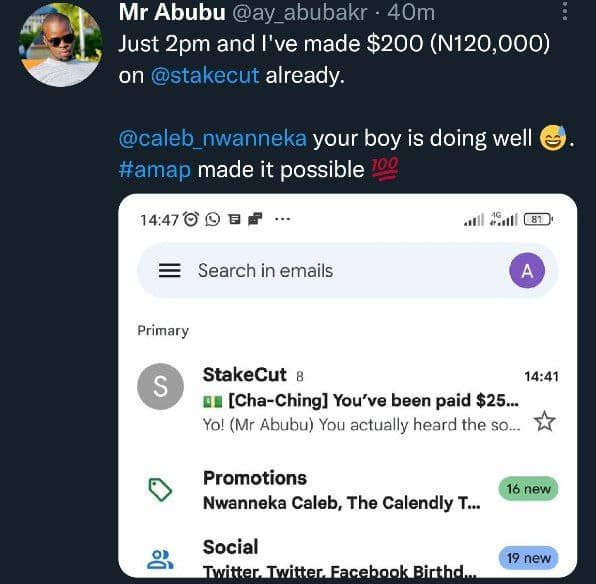 Mr Abubu @ay_abubakr · 40m
Just 2pm and I've made $200 (N120,000)
on @stakecut already.
@caleb_nwanneka your boy is doing well 😅.
#amap made it possible 💯
14:47 ... 4G 81
Search in emails A
Primary
S StakeCut 8 14:41
💵 [Cha-Ching] You've been paid $25...
Yo! (Mr Abubu) You actually heard the so...
Promotions 16 new
Nwanneka Caleb, The Calendly T...
Social 19 new
Twitter, Twitter, Facebook Birthd...